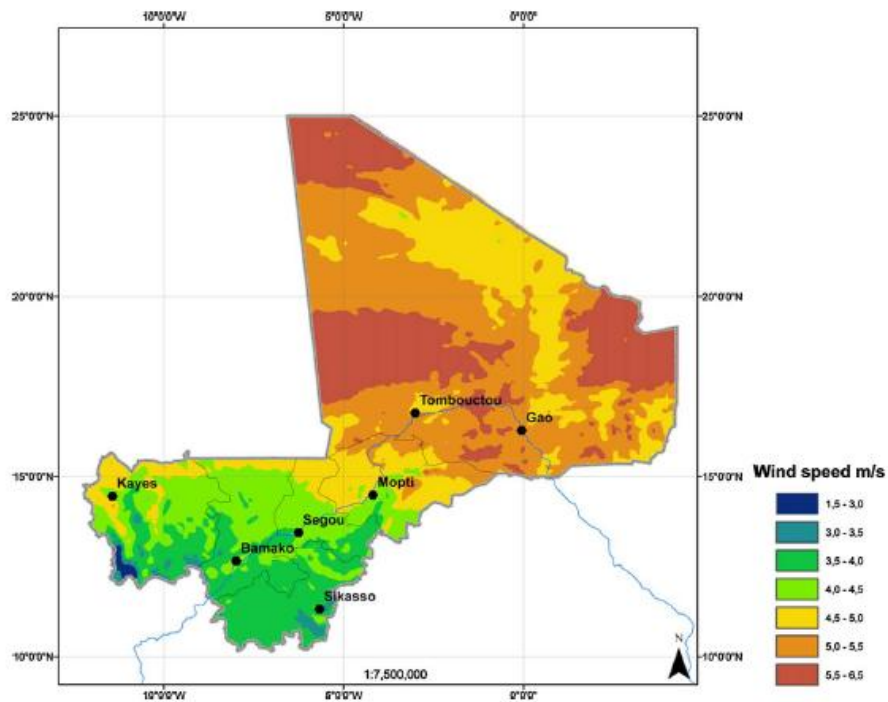 10°0'0"W 5°0'0"W 0°0'0"
25°0'0"N 25°0'0"N
20°0'0"N 20°0'0"N
Tombouctou
Gao
15°0'0"N 15°0'0"N
Kayes
Mopti
Segou
Bamako
Sikasso
10°0'0"N 10°0'0"N
1:7,500,000
10°0'0"W 5°0'0"W 0°0'0"
N
Wind speed m/s
1,5 - 3,0
3,0 - 3,5
3,5 - 4,0
4,0 - 4,5
4,5 - 5,0
5,0 - 5,5
5,5 - 6,5